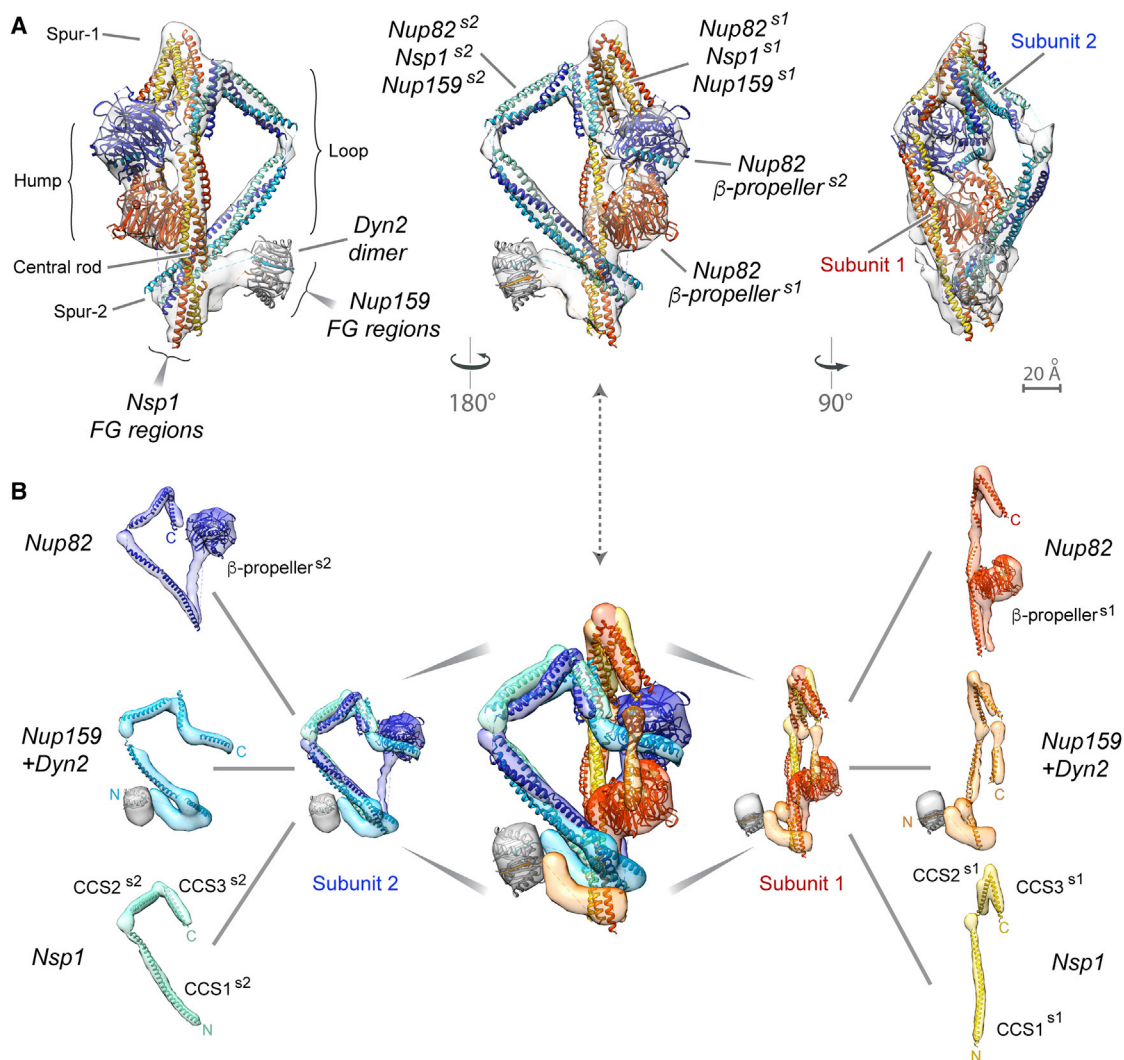 A
Spur-1
Hump
Central rod
Spur-2
Loop
Dyn2
dimer
Nup159
FG regions
Nsp1
FG regions
Nup82 s2
Nsp1 s2
Nup159 s2
Nup82 s1
Nsp1 s1
Nup159 s1
Nup82
β-propeller s2
Nup82
β-propeller s1
Subunit 2
Subunit 1
180°
90°
20 Å
B
Nup82
C
β-propeller s2
Nup159
+Dyn2
C
N
CCS2 s2
CCS3 s2
C
Nsp1
CCS1 s2
N
Subunit 2
Subunit 1
C
Nup82
β-propeller s1
Nup159
+Dyn2
C
N
CCS2 s1
CCS3 s1
C
Nsp1
CCS1 s1
N